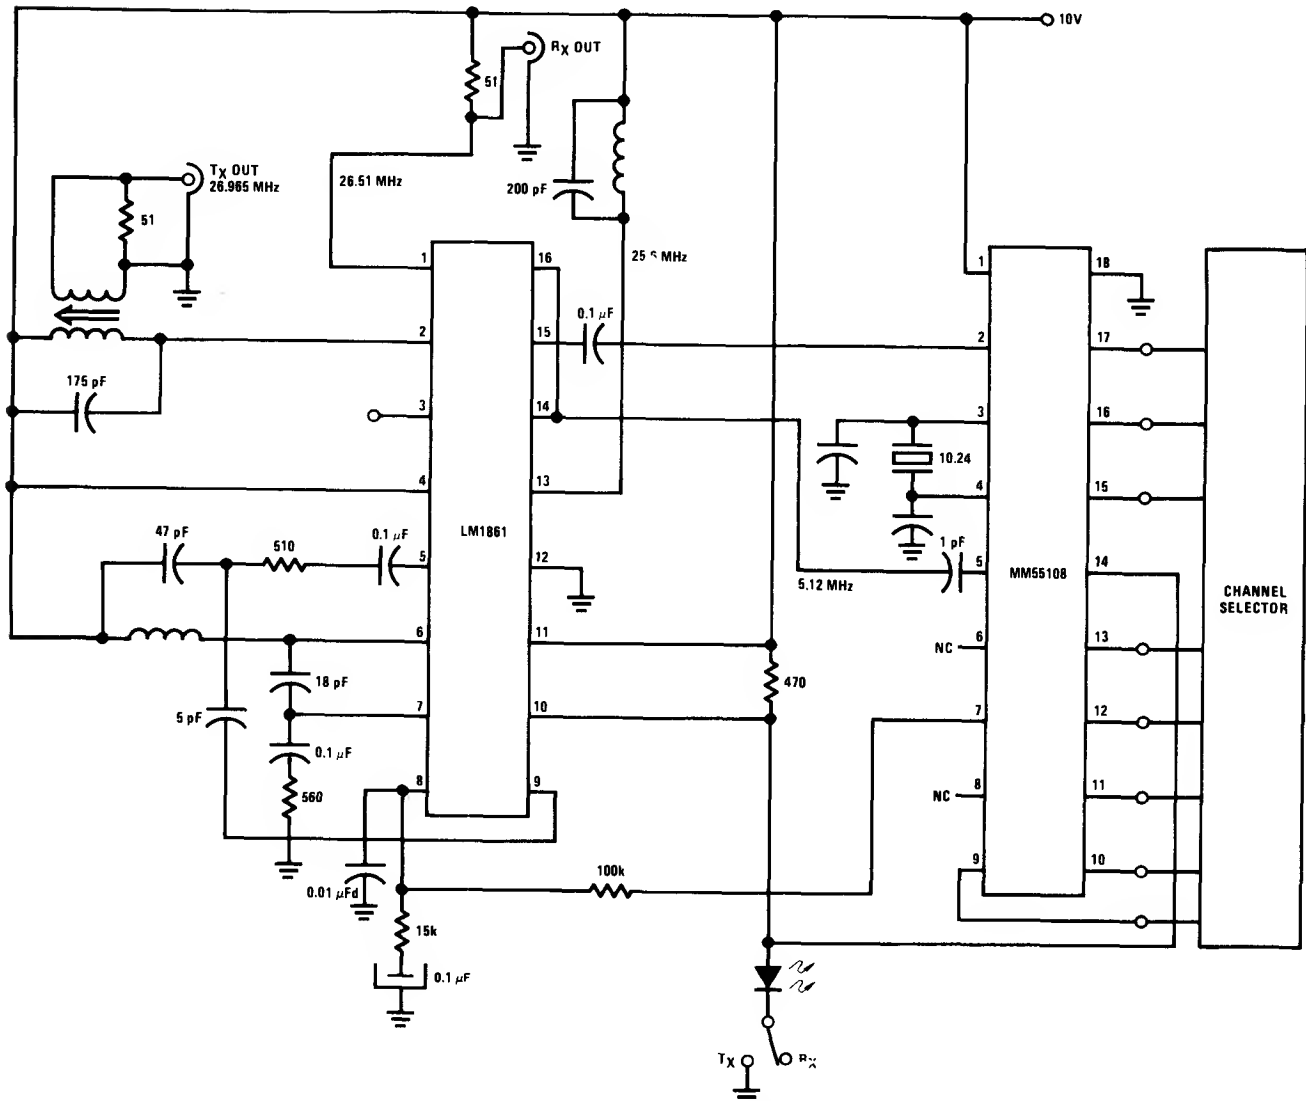 10V
RX OUT
51
TX OUT
26.965 MHz
51
26.51 MHz
200 pF
1
16
1
18
0.1 µF
2
15
2
17
175 pF
3
14
3
16
10.24
4
13
4
15
LM1861
47 pF
510
0.1 µF
5
12
1 pF
5
14
5.12 MHz
MM55108
CHANNEL
SELECTOR
6
11
NC
6
13
18 pF
470
5 pF
7
10
7
12
0.1 µF
560
8
9
NC
8
11
9
10
100k
0.01 µFd
15k
0.1 µF
TX
RX